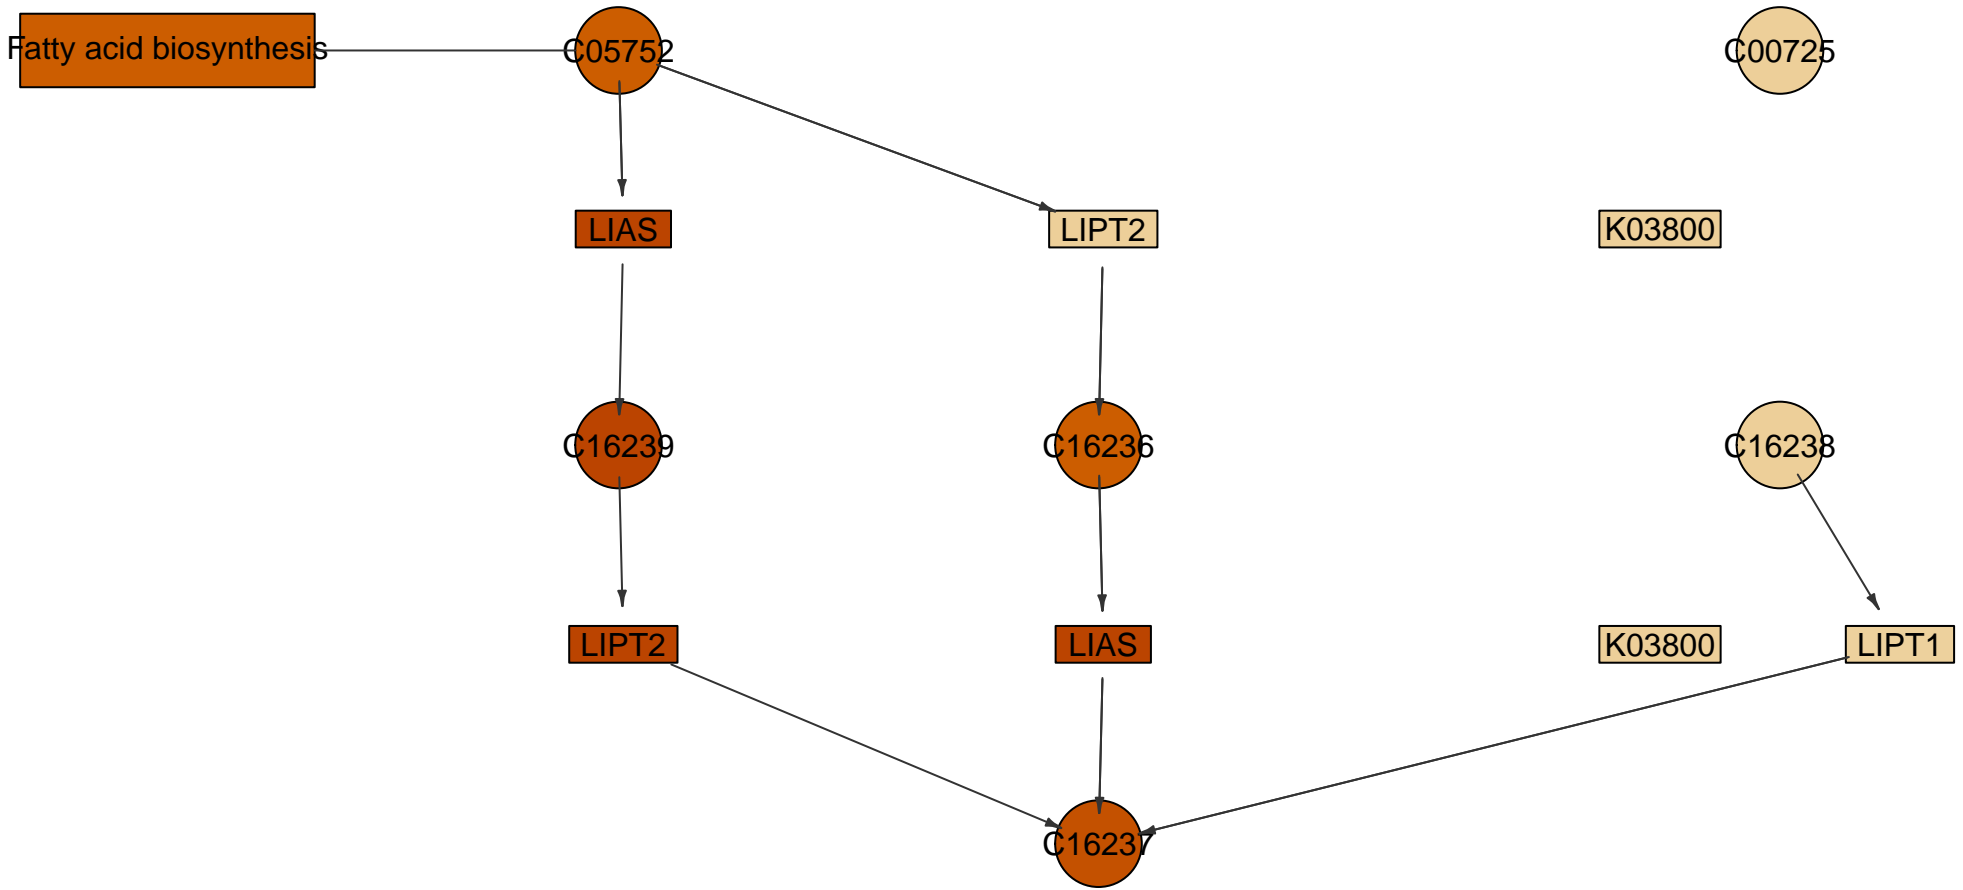 Fatty acid biosynthesis
C05752
C00725
LIAS
LIPT2
K03800
C16239
C16236
C16238
LIPT2
LIAS
K03800
LIPT1
C16237